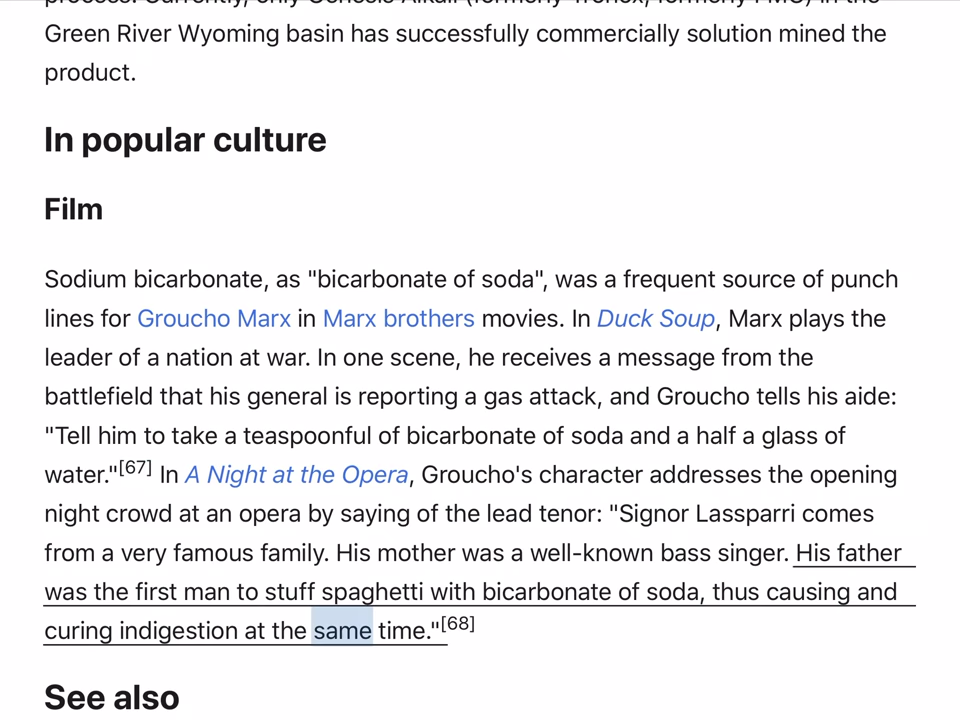 Green River Wyoming basin has successfully commercially solution mined the
product.
In popular culture
Film
Sodium bicarbonate, as "bicarbonate of soda", was a frequent source of punch
lines for Groucho Marx in Marx brothers movies. In Duck Soup, Marx plays the
leader of a nation at war. In one scene, he receives a message from the
battlefield that his general is reporting a gas attack, and Groucho tells his aide:
"Tell him to take a teaspoonful of bicarbonate of soda and a half a glass of
water."[67] In A Night at the Opera, Groucho's character addresses the opening
night crowd at an opera by saying of the lead tenor: "Signor Lassparri comes
from a very famous family. His mother was a well-known bass singer. His father
was the first man to stuff spaghetti with bicarbonate of soda, thus causing and
curing indigestion at the same time."[68]
See also